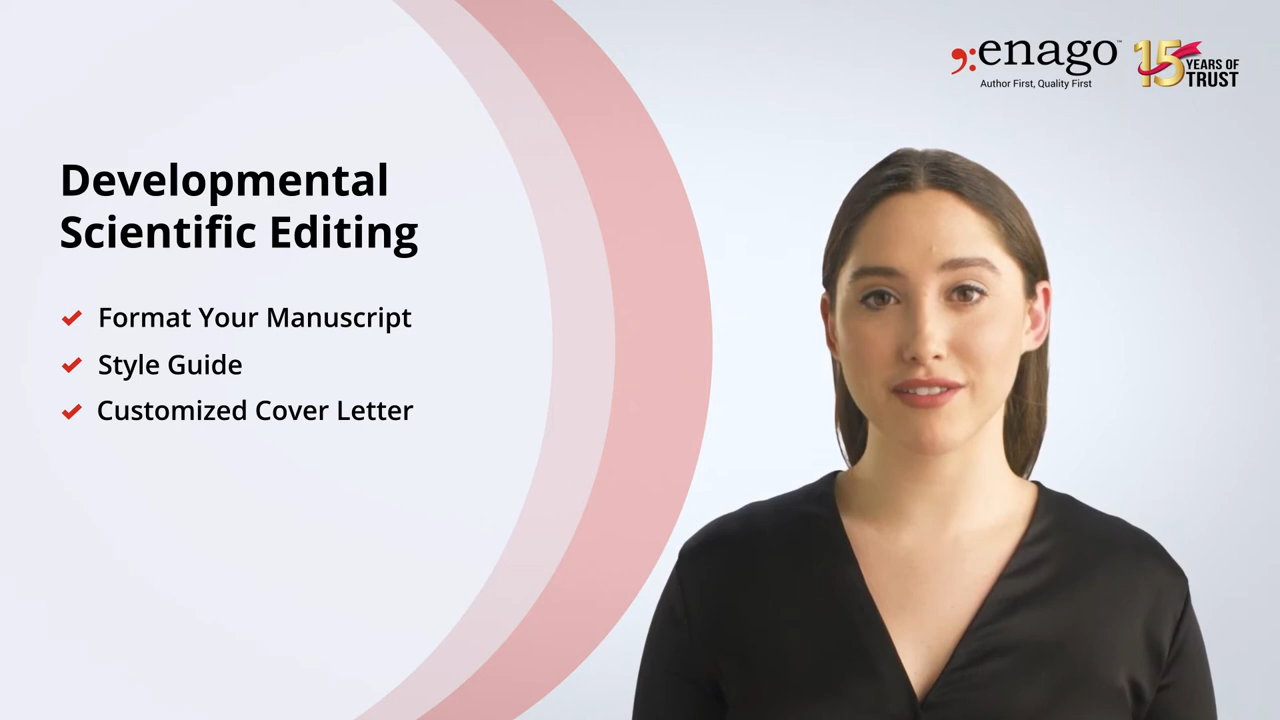 enago™
Author First, Quality First
15 YEARS OF
TRUST
Developmental
Scientific Editing
Format Your Manuscript
Style Guide
Customized Cover Letter